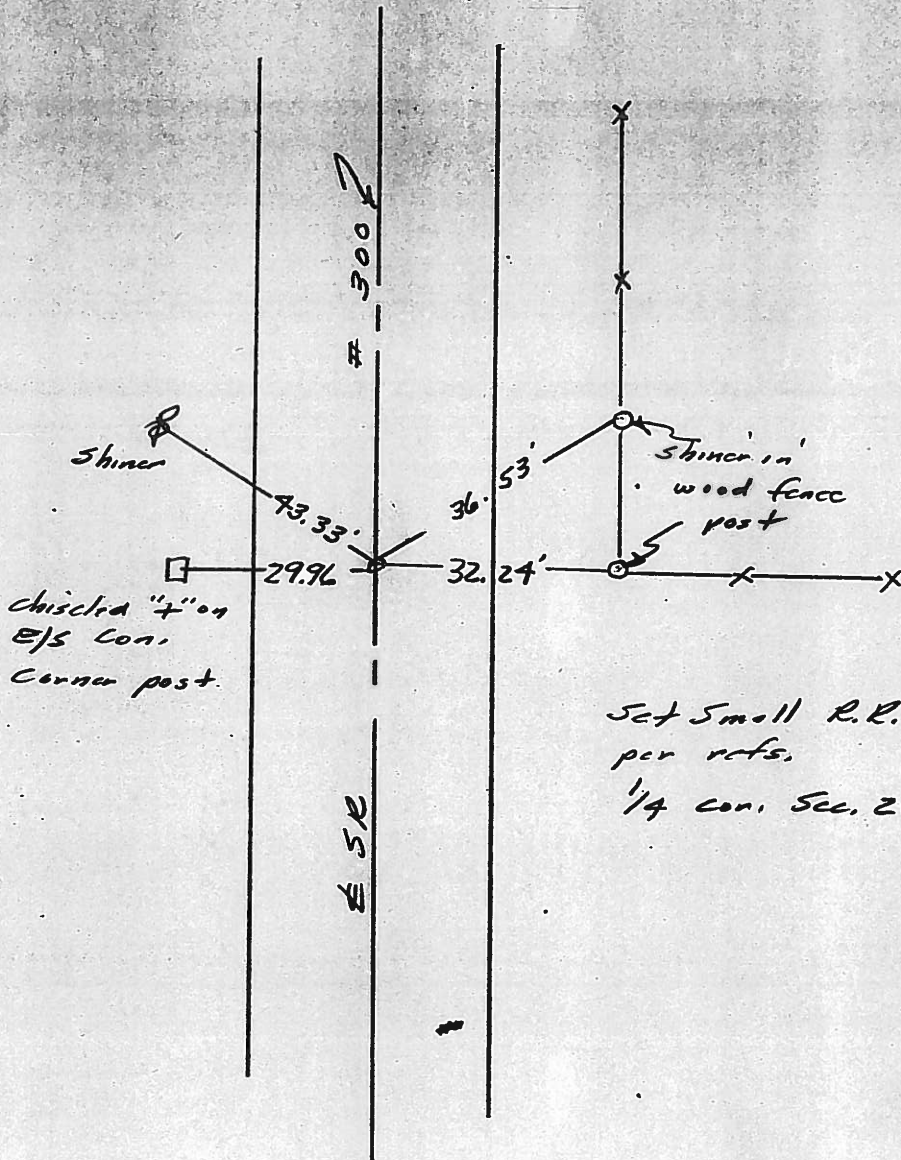 # 300
Shiner
43.33'
36.53'
Shiner in
wood fence
post
29.96
32.24'
chiseled "+" on
E/S Con.
Corner post.
Set Small R.R.
per refs.
1/4 cor. Sec. 2
℄ SR